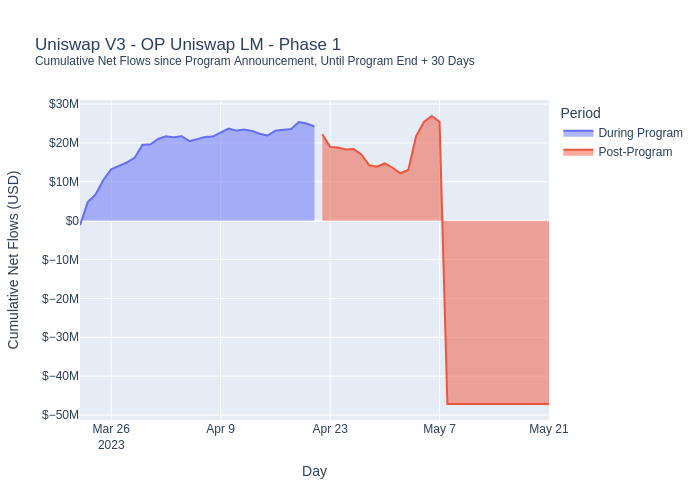 Uniswap V3 - OP Uniswap LM - Phase 1
Cumulative Net Flows since Program Announcement, Until Program End + 30 Days
Period
During Program
Post-Program
Cumulative Net Flows (USD)
$30M
$20M
$10M
$0
$−10M
$−20M
$−30M
$−40M
$−50M
Mar 26
2023
Apr 9
Apr 23
May 7
May 21
Day